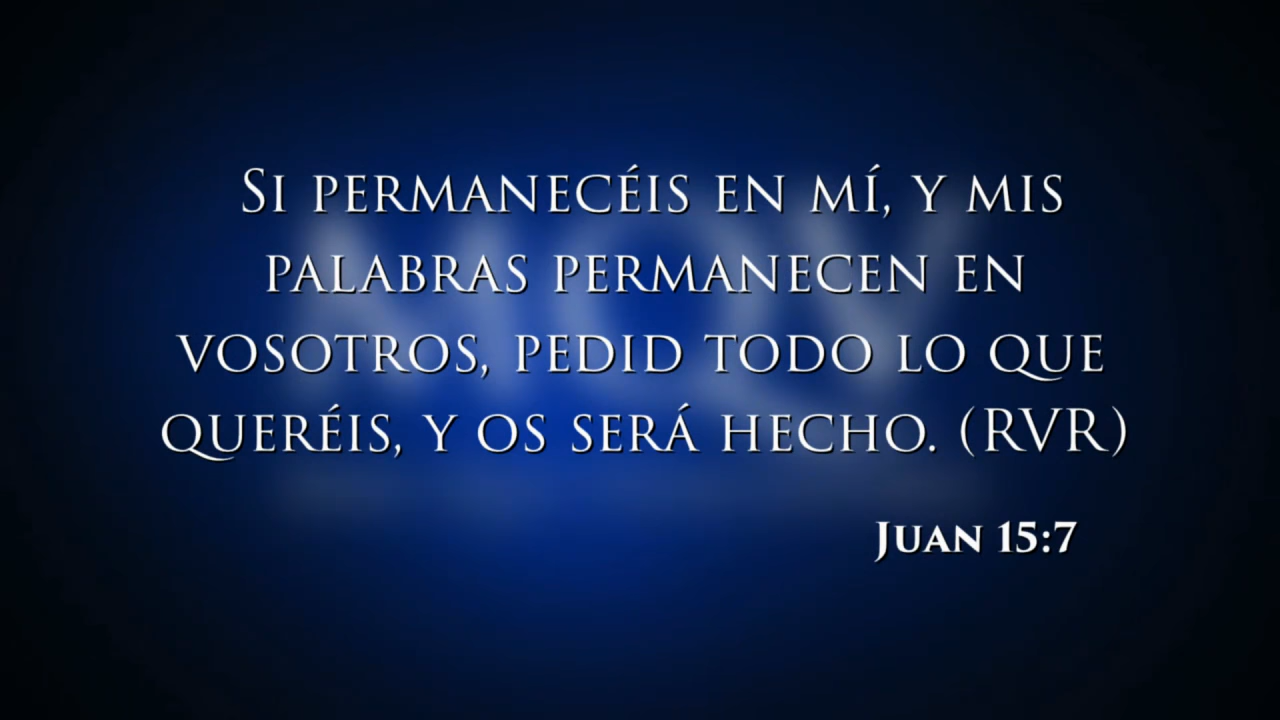 Si permanecéis en mí, y mis
palabras permanecen en
vosotros, pedid todo lo que
queréis, y os será hecho. (RVR)
Juan 15:7